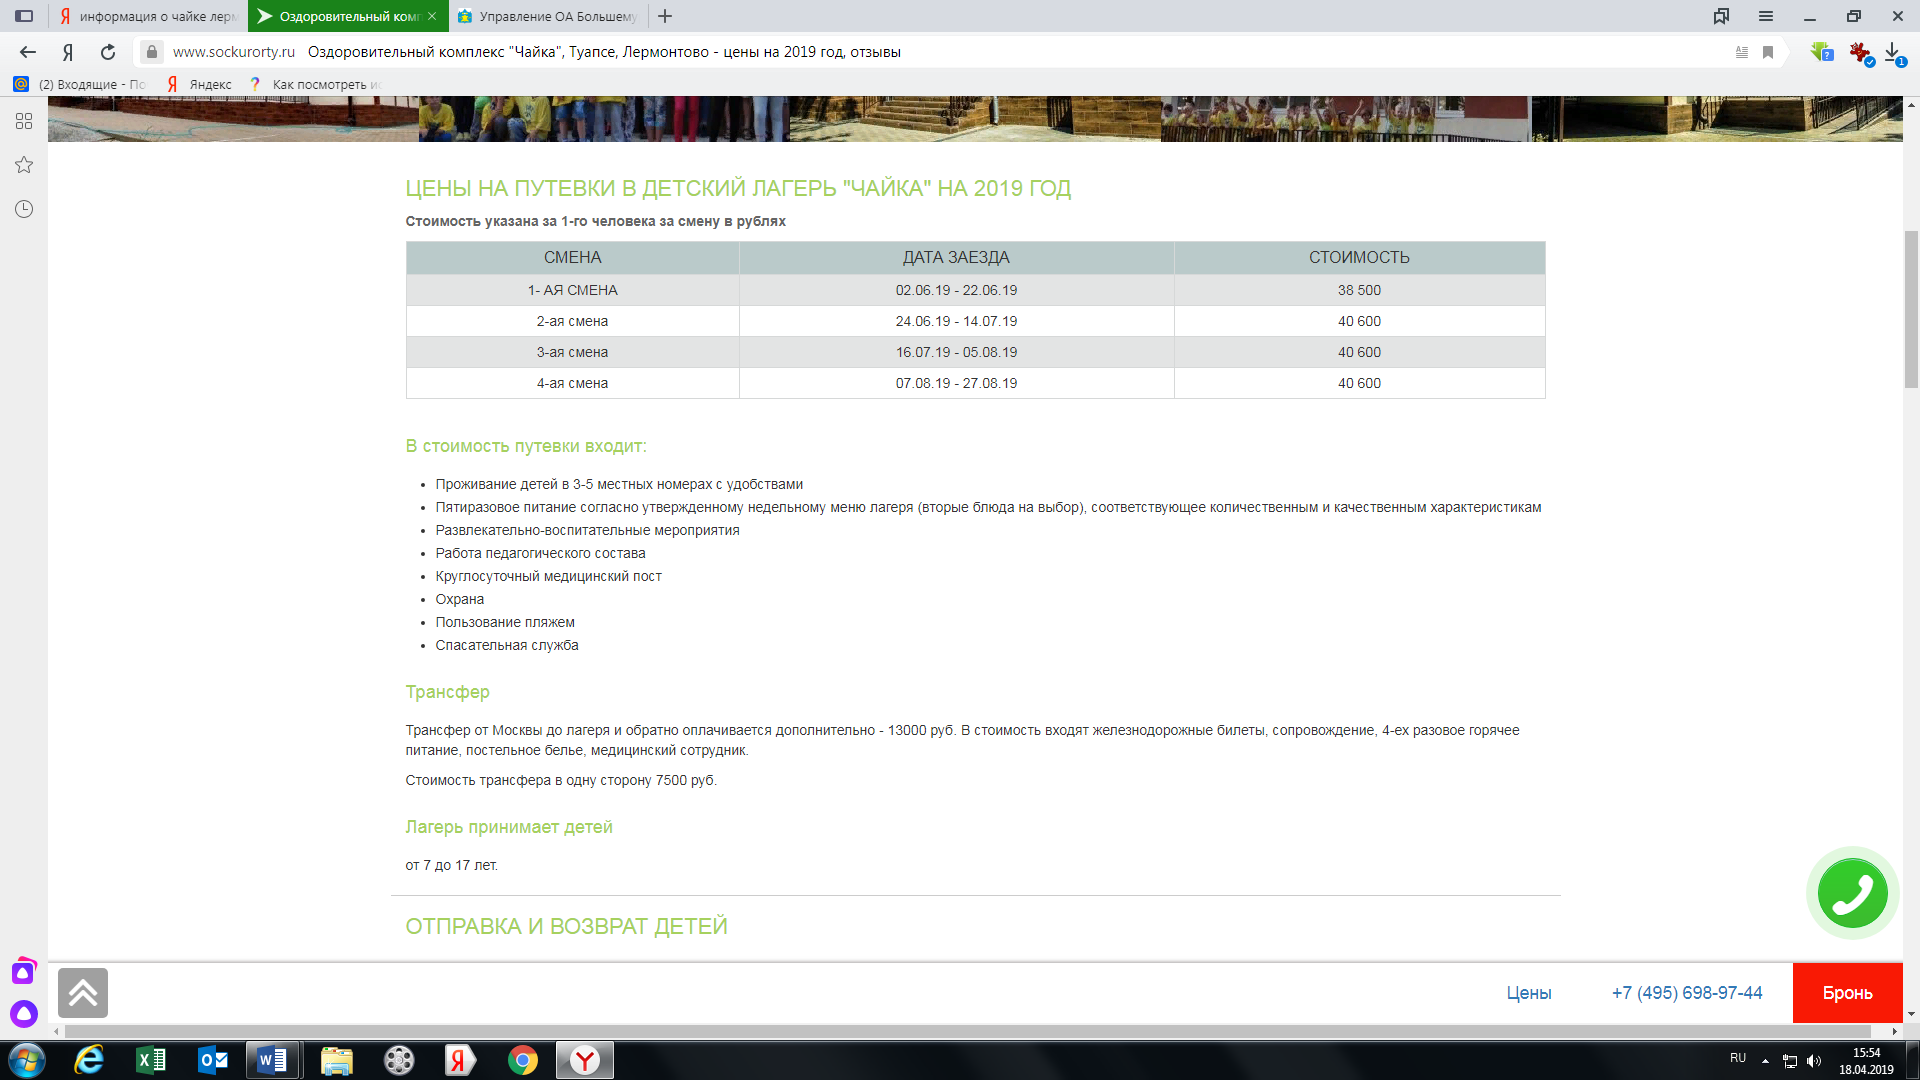 информация о чайке лерм
Оздоровительный комп
Управление ОА Большему
www.sockurorty.ru Оздоровительный комплекс "Чайка", Туапсе, Лермонтово - цены на 2019 год, отзывы
(2) Входящие - По
Яндекс
Как посмотреть ис
ЦЕНЫ НА ПУТЕВКИ В ДЕТСКИЙ ЛАГЕРЬ "ЧАЙКА" НА 2019 ГОД
Стоимость указана за 1-го человека за смену в рублях
СМЕНА ДАТА ЗАЕЗДА СТОИМОСТЬ
1- АЯ СМЕНА 02.06.19 - 22.06.19 38 500
2-ая смена 24.06.19 - 14.07.19 40 600
3-ая смена 16.07.19 - 05.08.19 40 600
4-ая смена 07.08.19 - 27.08.19 40 600
В стоимость путевки входит:
Проживание детей в 3-5 местных номерах с удобствами
Пятиразовое питание согласно утвержденному недельному меню лагеря (вторые блюда на выбор), соответствующее количественным и качественным характеристикам
Развлекательно-воспитательные мероприятия
Работа педагогического состава
Круглосуточный медицинский пост
Охрана
Пользование пляжем
Спасательная служба
Трансфер
Трансфер от Москвы до лагеря и обратно оплачивается дополнительно - 13000 руб. В стоимость входят железнодорожные билеты, сопровождение, 4-ех разовое горячее
питание, постельное белье, медицинский сотрудник.
Стоимость трансфера в одну сторону 7500 руб.
Лагерь принимает детей
от 7 до 17 лет.
ОТПРАВКА И ВОЗВРАТ ДЕТЕЙ
Цены +7 (495) 698-97-44 Бронь
RU
15:54
18.04.2019